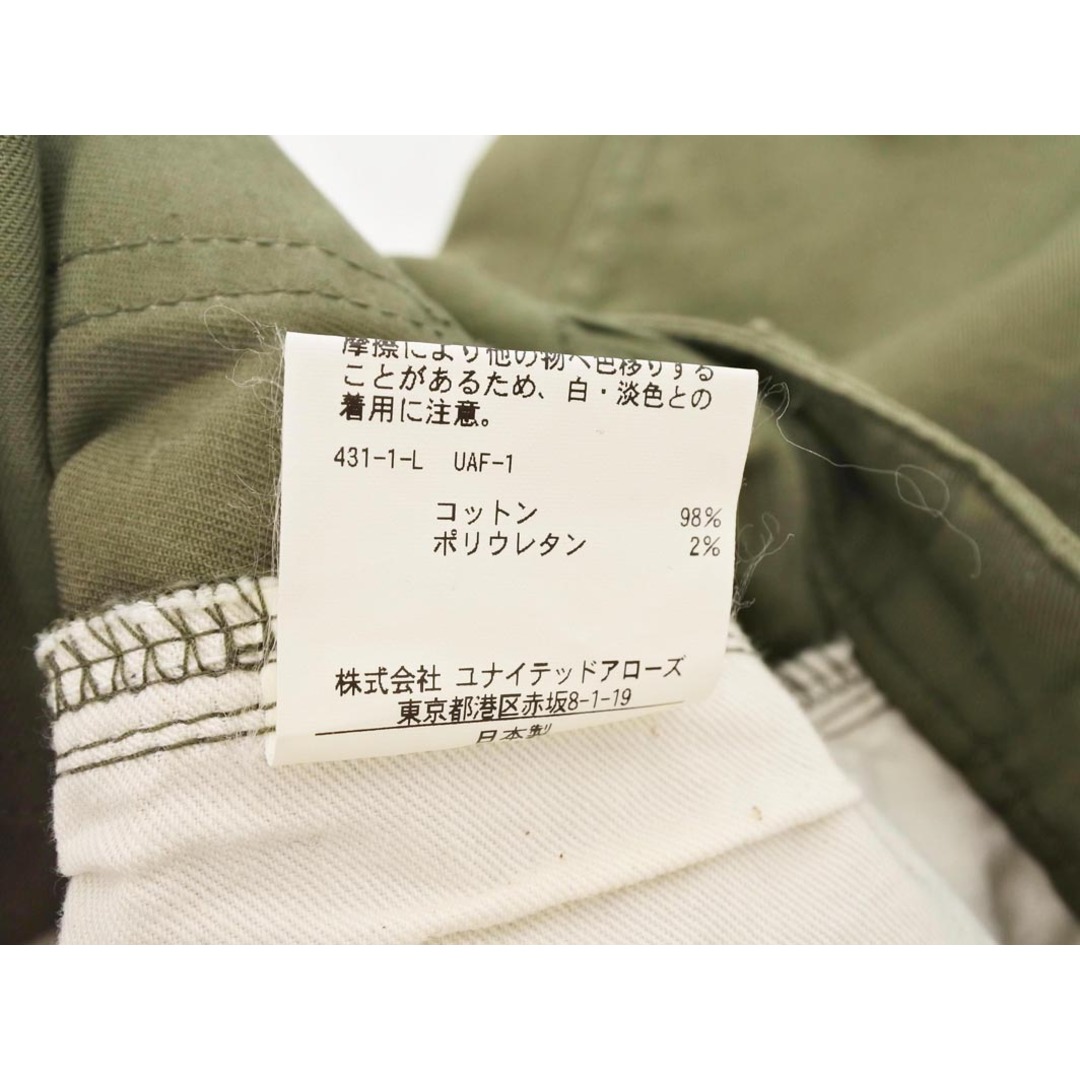 摩擦により他の物へ色移りする
ことがあるため、白・淡色との
着用に注意。
431-1-L UAF-1
コットン 98%
ポリウレタン 2%
株式会社 ユナイテッドアローズ
東京都港区赤坂8-1-19
日本製